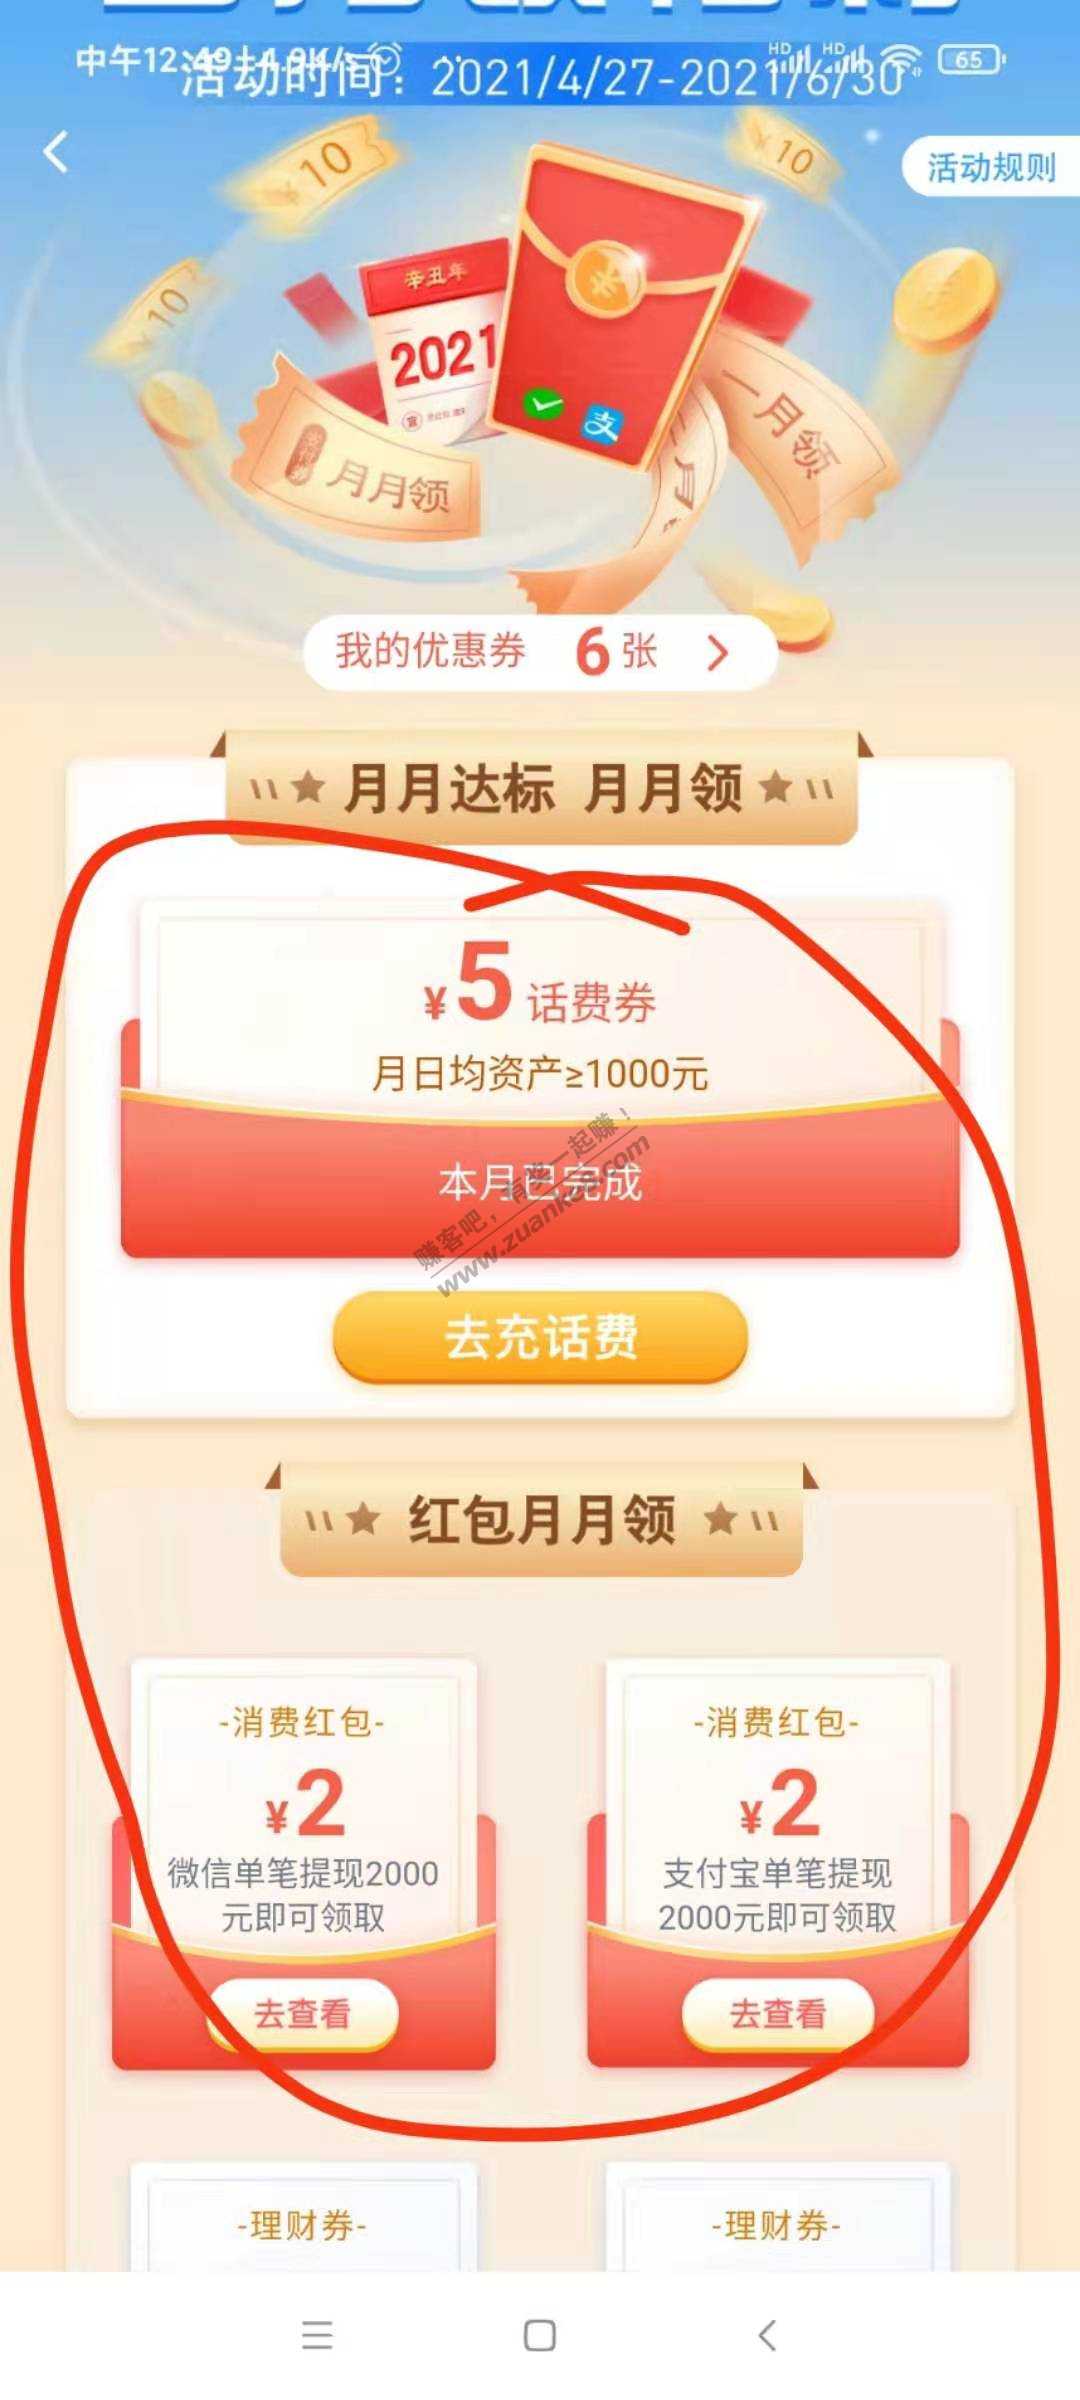 中午12:49 4.9K/s
HD HD 65
活动时间：2021/4/27-2021/6/30
活动规则
¥10
¥10
¥10
辛丑年
2021
支
月月领
一月领
二月
我的优惠券 6张
月月达标 月月领
¥5话费券
月日均资产≥1000元
本月已完成
赚客吧，有奖一起赚！
www.zuanke8.com
去充话费
红包月月领
-消费红包-
¥2
微信单笔提现2000
元即可领取
去查看
-消费红包-
¥2
支付宝单笔提现
2000元即可领取
去查看
-理财券-
-理财券-